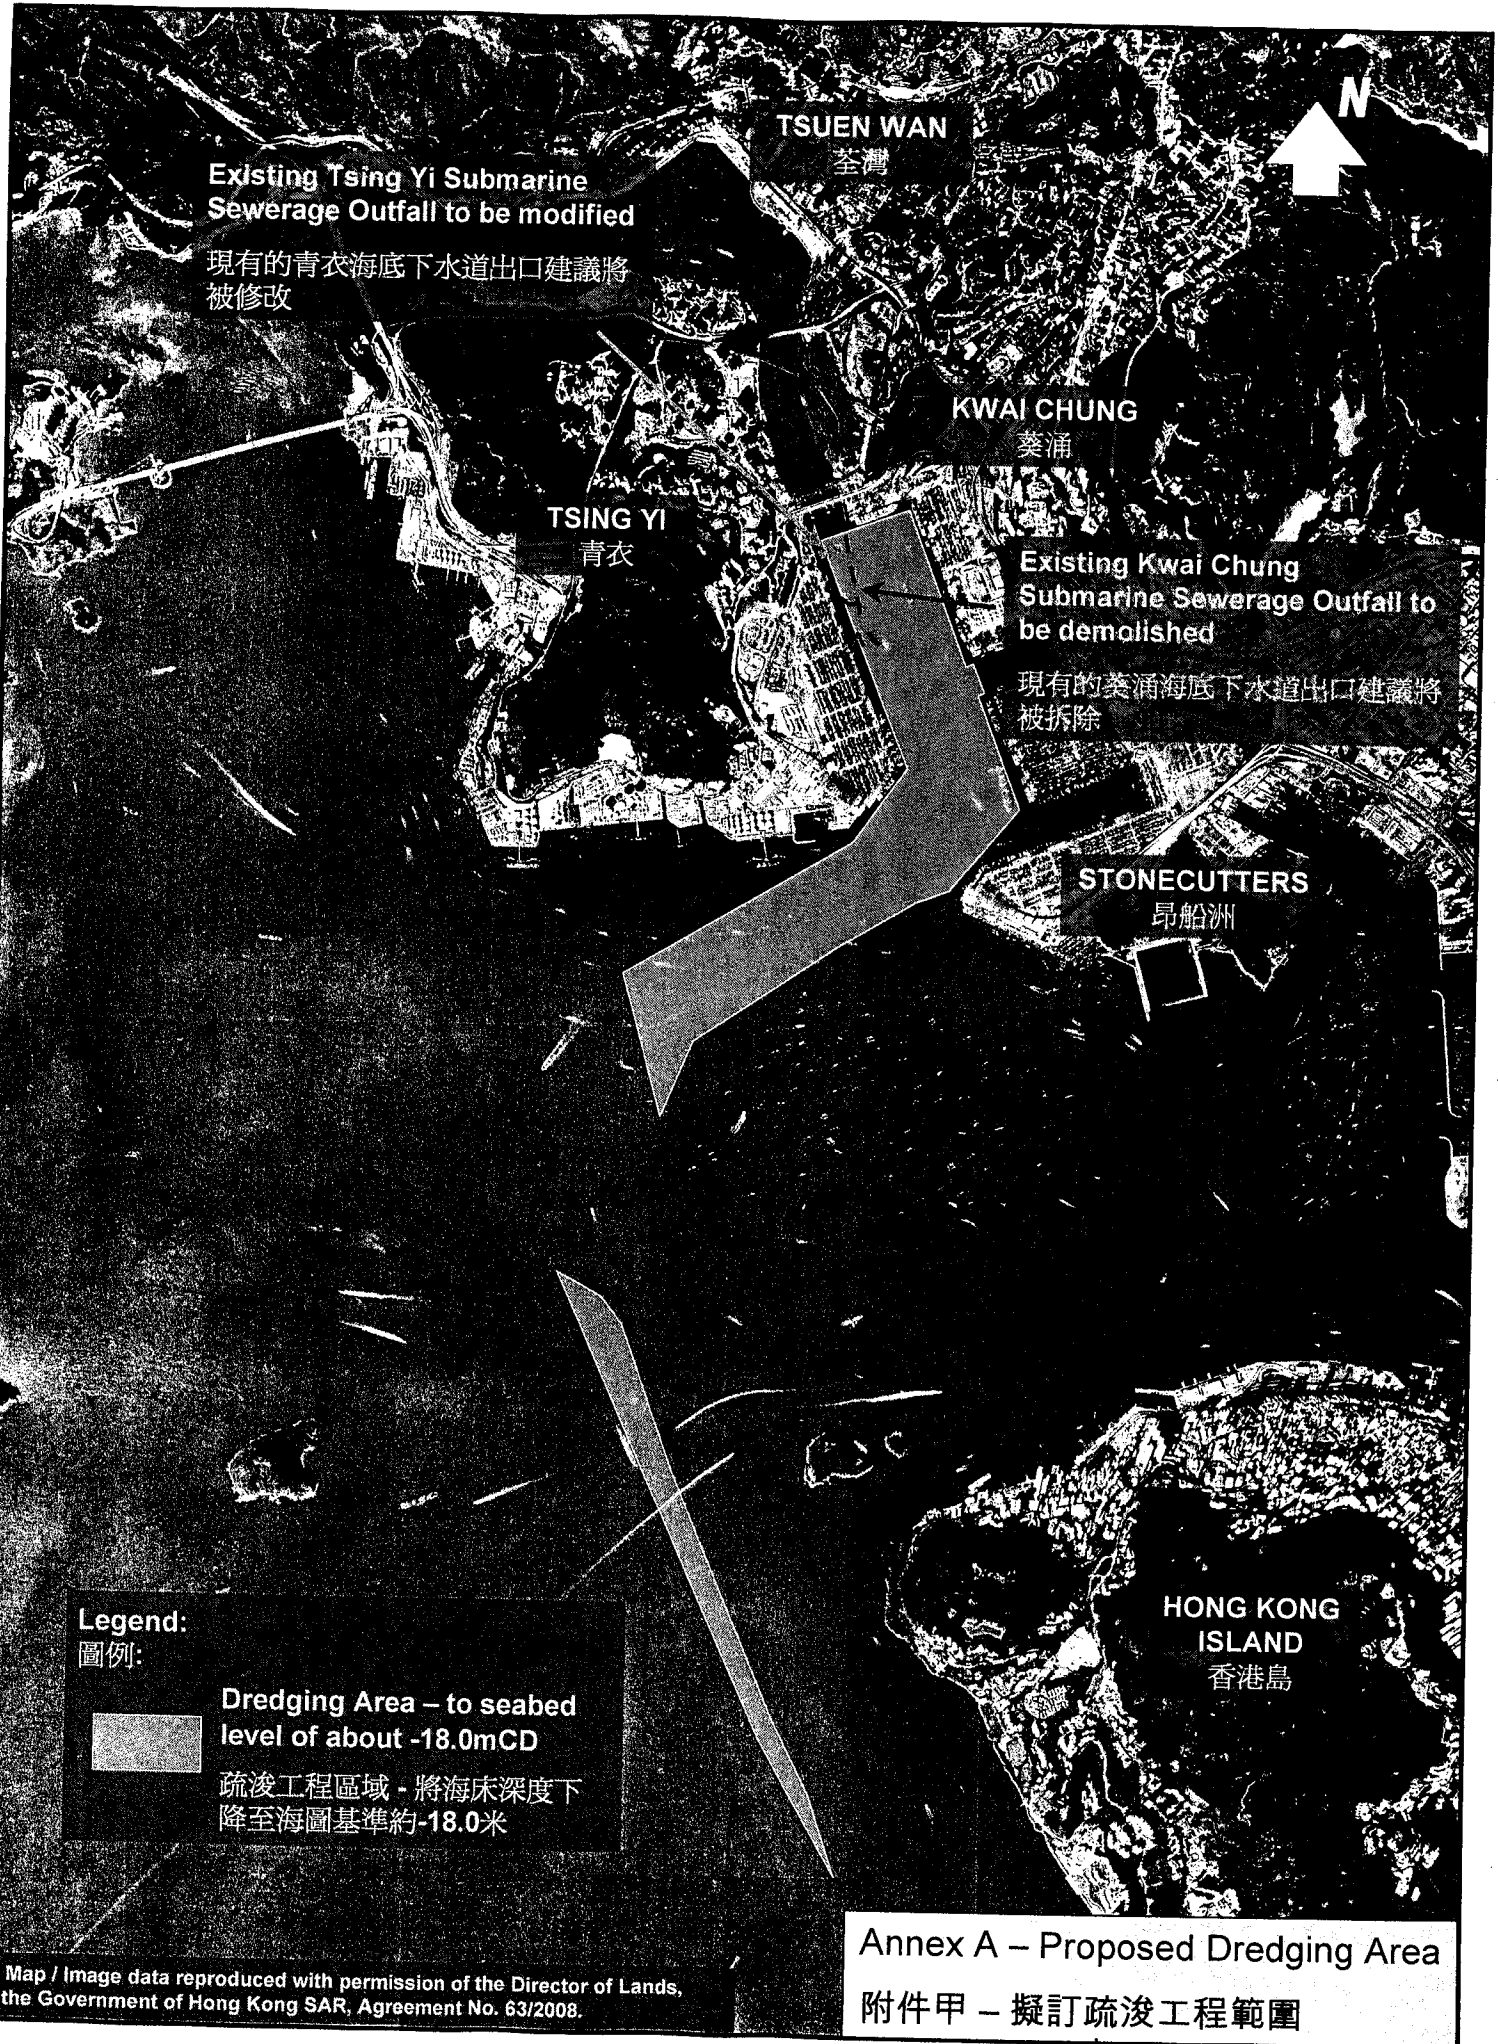 N
TSUEN WAN
荃灣
Existing Tsing Yi Submarine
Sewerage Outfall to be modified
現有的青衣海底下水道出口建議將
被修改
KWAI CHUNG
葵涌
TSING YI
青衣
Existing Kwai Chung
Submarine Sewerage Outfall to
be demolished
現有的葵涌海底下水道出口建議將
被拆除
STONECUTTERS
昂船洲
HONG KONG
ISLAND
香港島
Legend:
圖例:
Dredging Area – to seabed
level of about -18.0mCD
疏浚工程區域 - 將海床深度下
降至海圖基準約-18.0米
Map / Image data reproduced with permission of the Director of Lands,
the Government of Hong Kong SAR, Agreement No. 63/2008.
Annex A – Proposed Dredging Area
附件甲 – 擬訂疏浚工程範圍